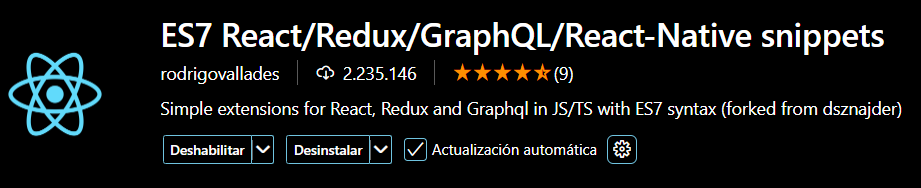 ES7 React/Redux/GraphQL/React-Native snippets
rodrigovallades 2.235.146 (9)
Simple extensions for React, Redux and Graphql in JS/TS with ES7 syntax (forked from dsznajder)
Deshabilitar Desinstalar Actualización automática